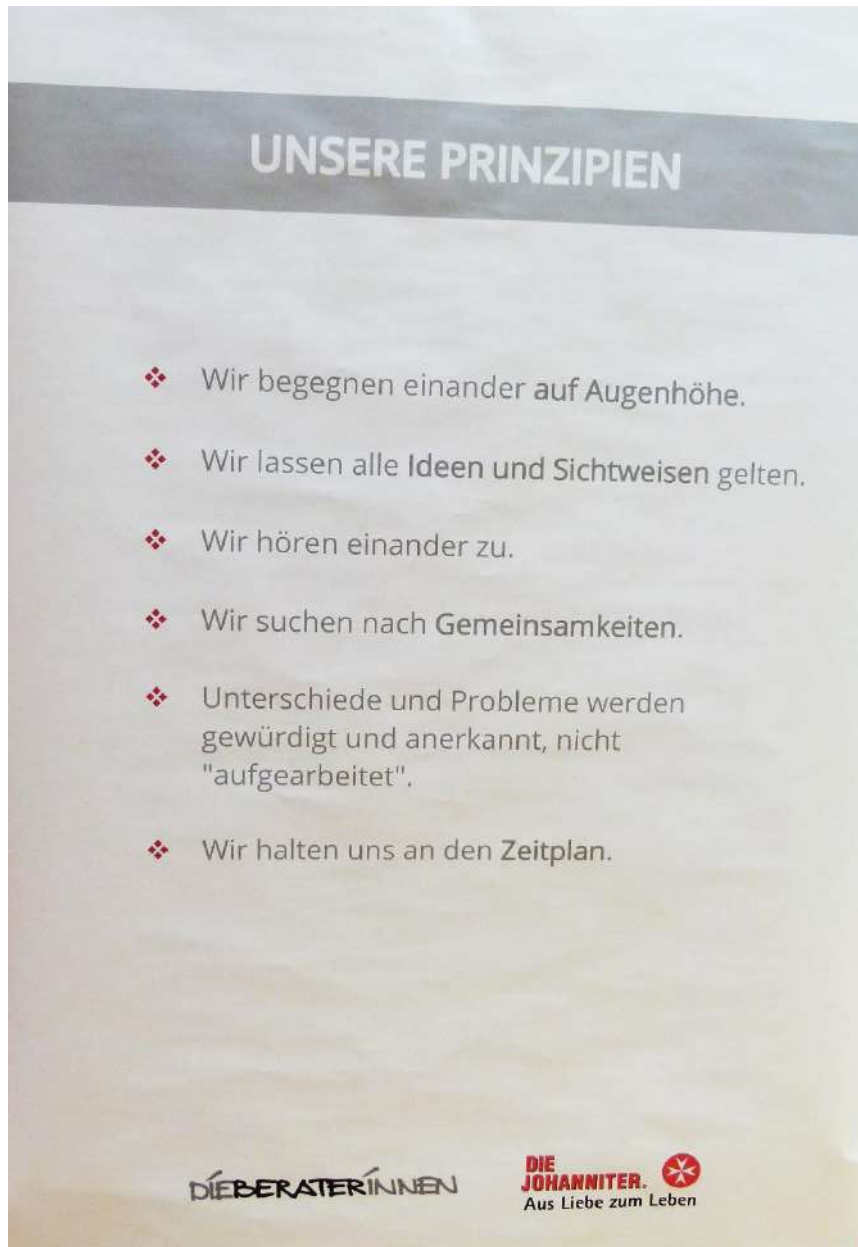 UNSERE PRINZIPIEN
Wir begegnen einander auf Augenhöhe.
Wir lassen alle Ideen und Sichtweisen gelten.
Wir hören einander zu.
Wir suchen nach Gemeinsamkeiten.
Unterschiede und Probleme werden
gewürdigt und anerkannt, nicht
"aufgearbeitet".
Wir halten uns an den Zeitplan.
DIEBERATERINNEN
DIE
JOHANNITER.
Aus Liebe zum Leben